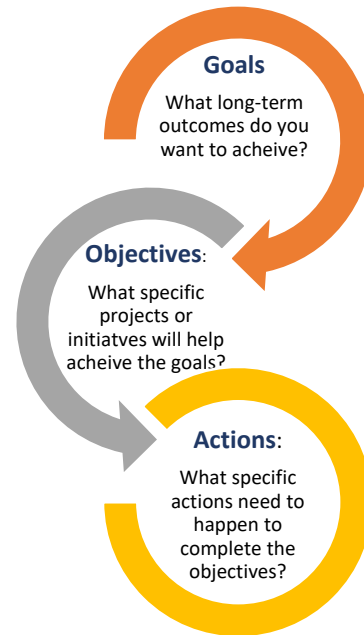 Goals
What long-term
outcomes do you
want to acheive?
Objectives:
What specific
projects or
initiatves will help
acheive the goals?
Actions:
What specific
actions need to
happen to
complete the
objectives?